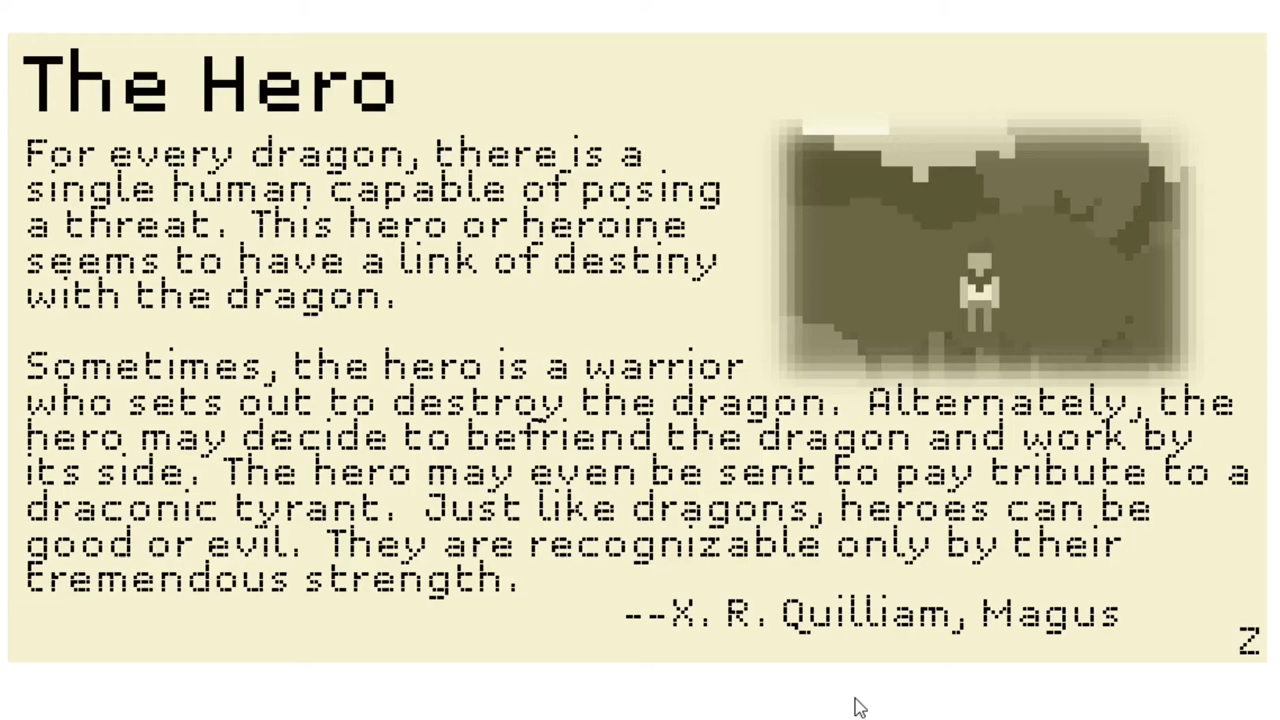 The Hero
For every dragon, there is a
single human capable of posing
a threat.  This hero or heroine
seems to have a link of destiny
with the dragon.
Sometimes, the hero is a warrior
who sets out to destroy the dragon.  Alternately, the
hero may decide to befriend the dragon and work by
its side.  The hero may even be sent to pay tribute to a
draconic tyrant.  Just like dragons, heroes can be
good or evil.  They are recognizable only by their
tremendous strength.
--X. R. Quilliam, Magus
Z